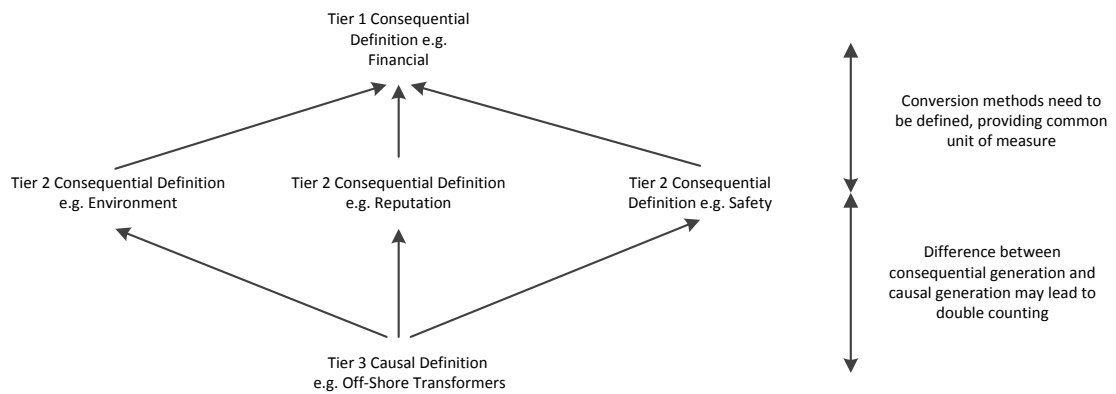 Tier 1 Consequential
Definition e.g.
Financial
Conversion methods need to
be defined, providing common
unit of measure
Tier 2 Consequential Definition
e.g. Environment
Tier 2 Consequential Definition
e.g. Reputation
Tier 2 Consequential
Definition e.g. Safety
Difference between
consequential generation and
causal generation may lead to
double counting
Tier 3 Causal Definition
e.g. Off-Shore Transformers